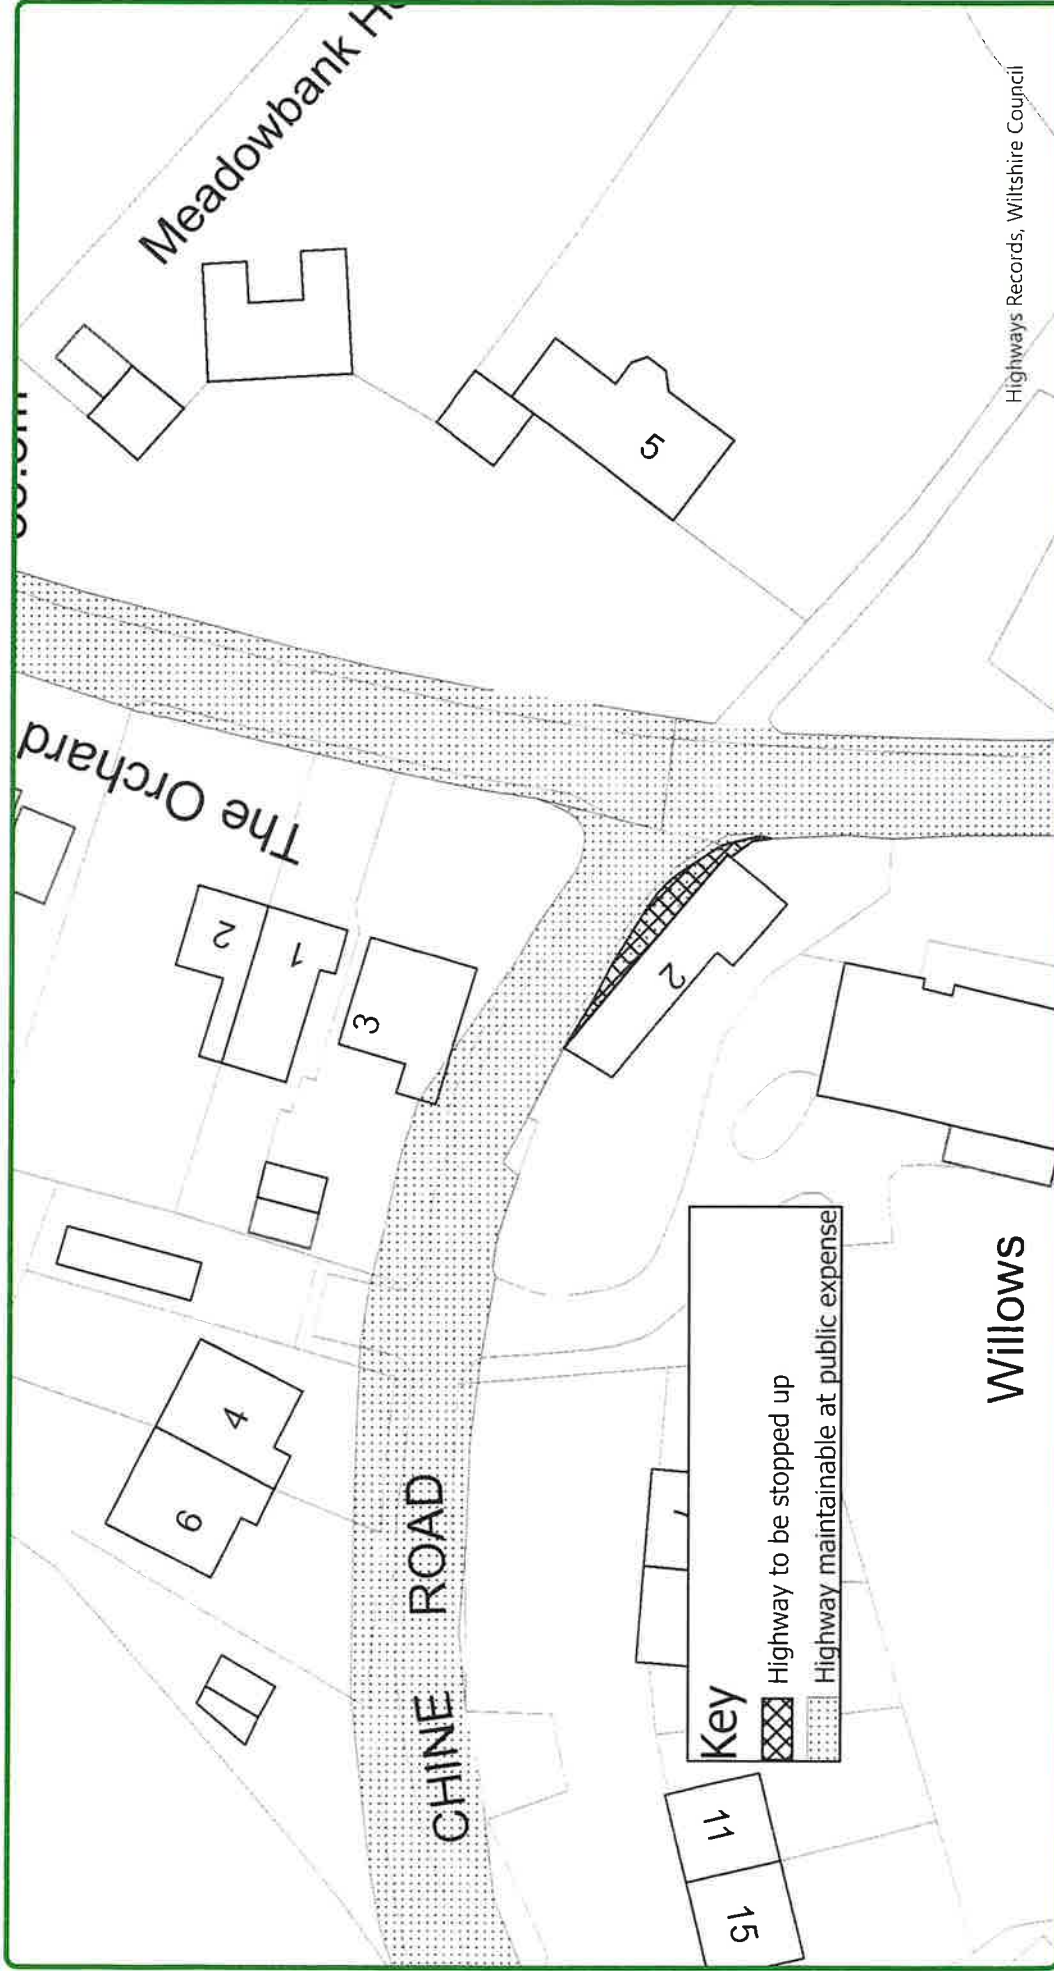 Meadowbank
The Orchard
2
1
3
5
2
4
6
CHINE ROAD
Key
Highway to be stopped up
Highway maintainable at public expense
11
15
Willows
Highways Records, Wiltshire Council